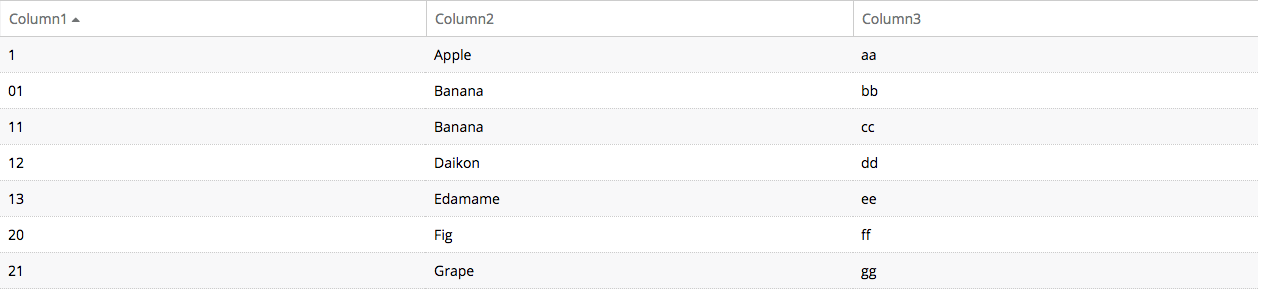 Column1 Column2 Column3
1 Apple aa
01 Banana bb
11 Banana cc
12 Daikon dd
13 Edamame ee
20 Fig ff
21 Grape gg